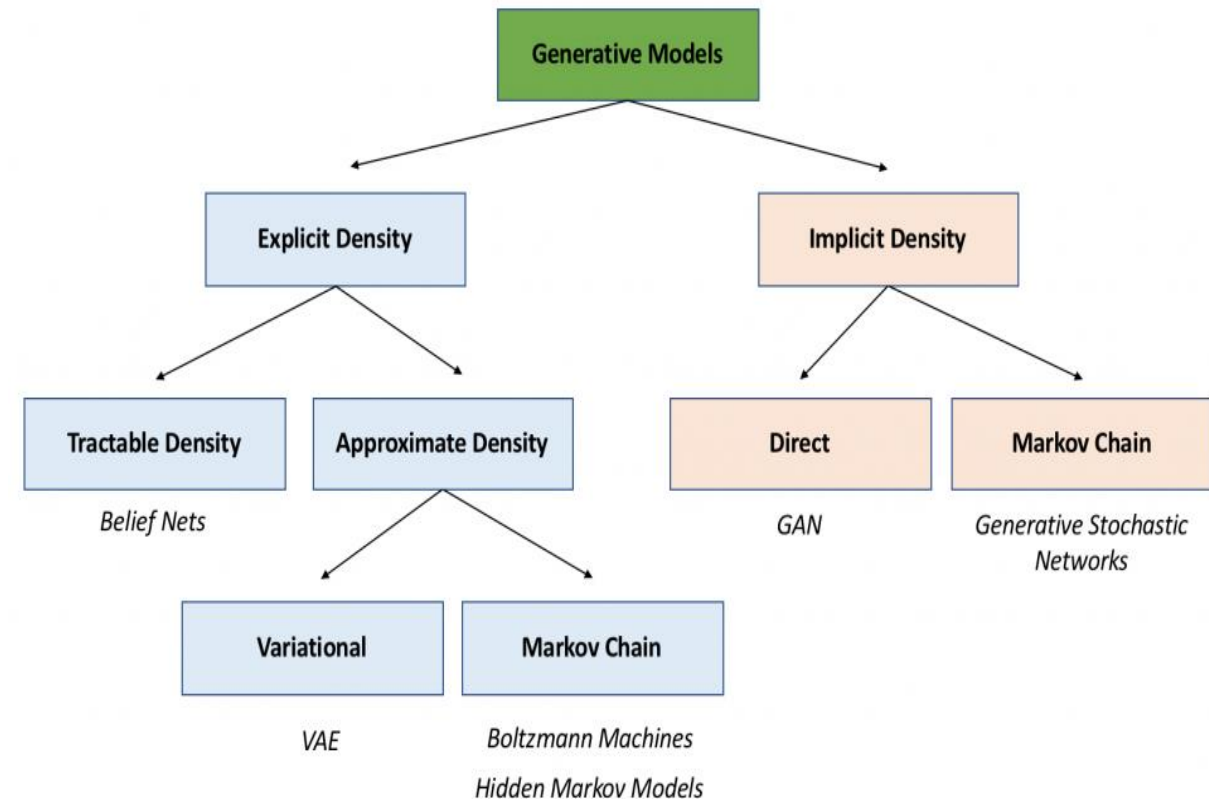 Generative Models
Explicit Density
Implicit Density
Tractable Density
Approximate Density
Direct
Markov Chain
Belief Nets
GAN
Generative Stochastic
Networks
Variational
Markov Chain
VAE
Boltzmann Machines
Hidden Markov Models